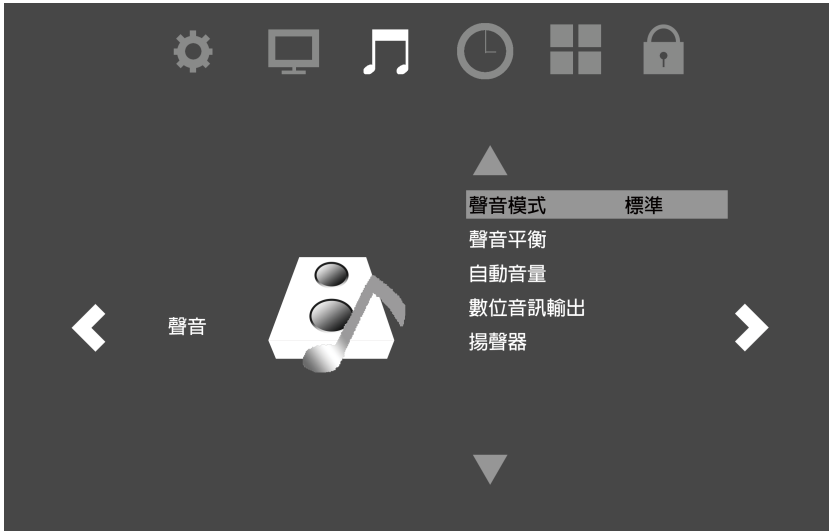 聲音模式 標準
聲音平衡
自動音量
數位音訊輸出
揚聲器
聲音